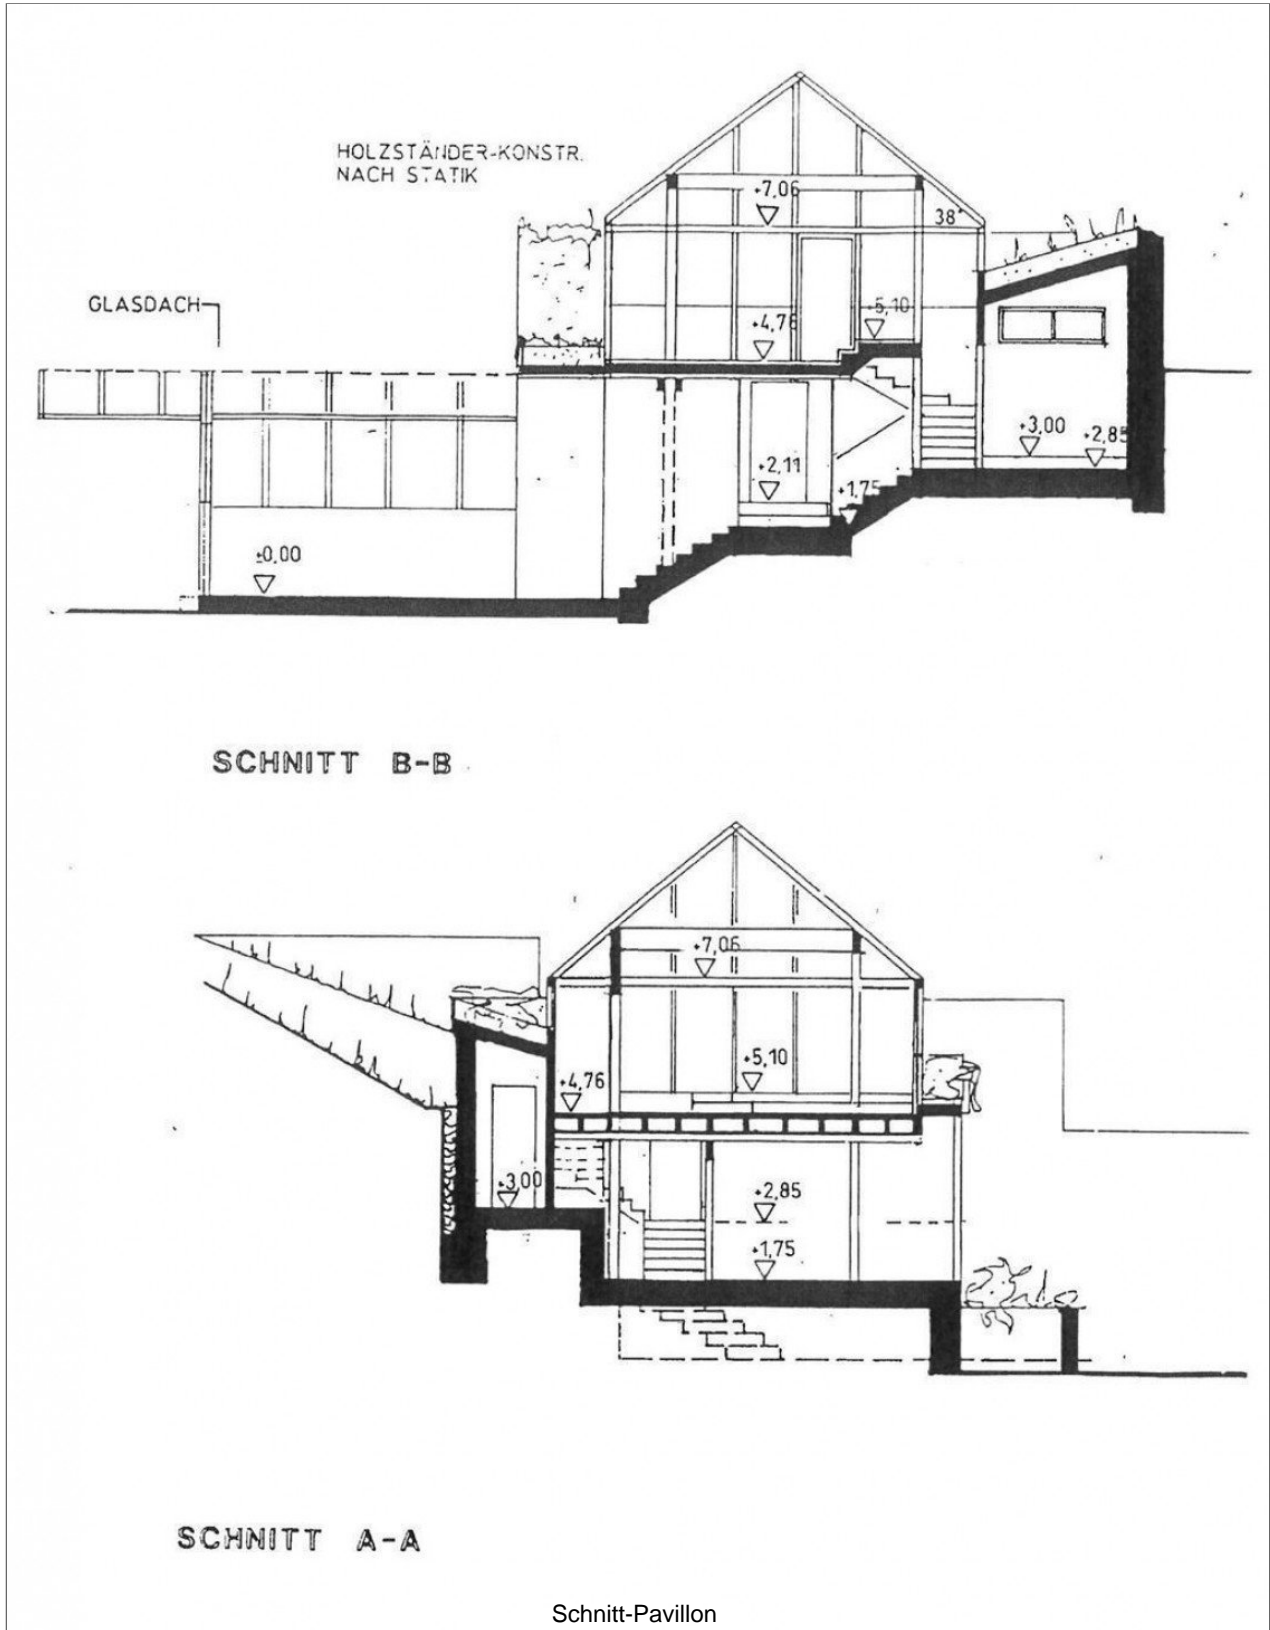 HOLZSTÄNDER-KONSTR.
NACH STATIK
+7,06
38°
GLASDACH
+5,10
+4,76
+3,00
+2,85
+2,11
+1,75
±0,00
SCHNITT B-B
+7,06
+5,10
+4,76
+3,00
+2,85
+1,75
SCHNITT A-A
Schnitt-Pavillon